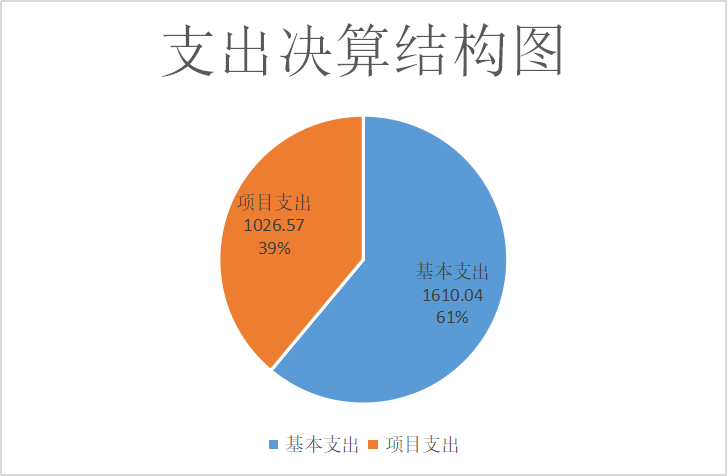 支出决算结构图
项目支出
1026.57
39%
基本支出
1610.04
61%
基本支出 项目支出